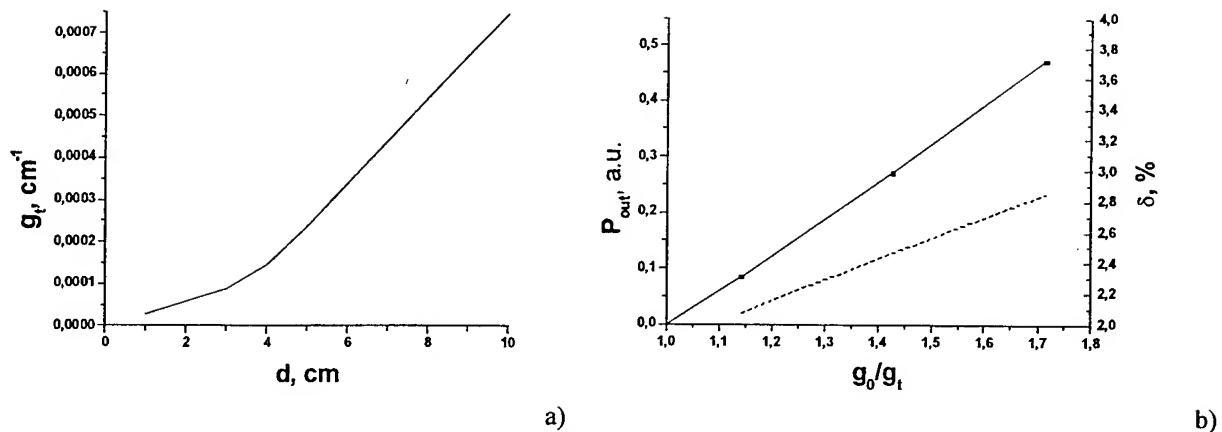 0,0007
0,0006
0,0005
0,0004
0,0003
0,0002
0,0001
0,0000
g_t, cm⁻¹
0 2 4 6 8 10
d, cm
a)
0,5
0,4
0,3
0,2
0,1
0,0
P_out, a.u.
4,0
3,8
3,6
3,4
3,2
3,0
2,8
2,6
2,4
2,2
2,0
δ, %
1,0 1,1 1,2 1,3 1,4 1,5 1,6 1,7 1,8
g₀/g_t
b)